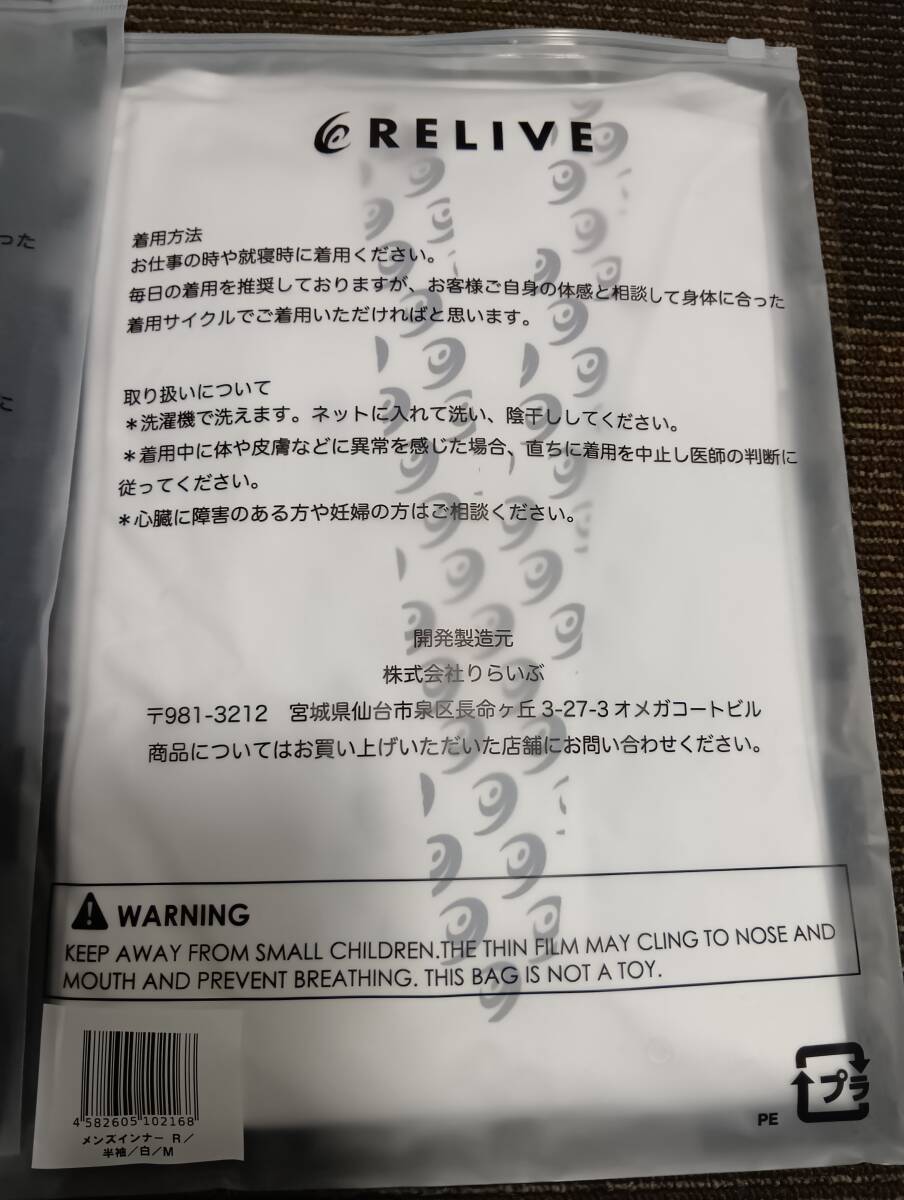 RELIVE
った
に
着用方法
お仕事の時や就寝時に着用ください。
毎日の着用を推奨しておりますが、お客様ご自身の体感と相談して身体に合った
着用サイクルでご着用いただければと思います。
取り扱いについて
＊洗濯機で洗えます。ネットに入れて洗い、陰干ししてください。
＊着用中に体や皮膚などに異常を感じた場合、直ちに着用を中止し医師の判断に
従ってください。
＊心臓に障害のある方や妊婦の方はご相談ください。
開発製造元
株式会社りらいぶ
〒981-3212　宮城県仙台市泉区長命ヶ丘3-27-3オメガコートビル
商品についてはお買い上げいただいた店舗にお問い合わせください。
WARNING
KEEP AWAY FROM SMALL CHILDREN.THE THIN FILM MAY CLING TO NOSE AND
MOUTH AND PREVENT BREATHING. THIS BAG IS NOT A TOY.
4 582605 102168
メンズインナー R／
半袖／白／M
プラ
PE